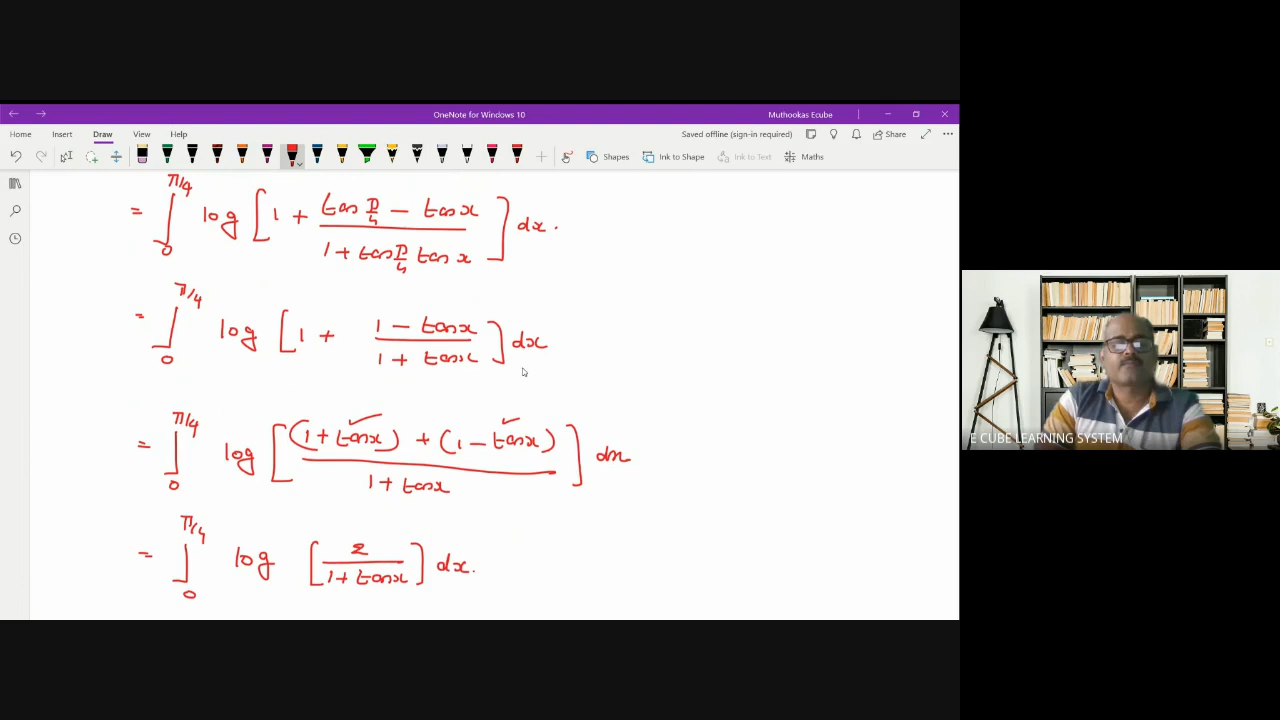 OneNote for Windows 10
Muthookas Ecube
Home Insert Draw View Help
Saved offline (sign-in required) Share
Shapes Ink to Shape Ink to Text Maths
= ∫₀^{π/4} log [1 + (tan π/4 − tan x)/(1 + tan π/4 tan x)] dx.
= ∫₀^{π/4} log [1 + (1 − tan x)/(1 + tan x)] dx
= ∫₀^{π/4} log [((1 + tan x) + (1 − tan x))/(1 + tan x)] dx
= ∫₀^{π/4} log [2/(1 + tan x)] dx.
E CUBE LEARNING SYSTEM